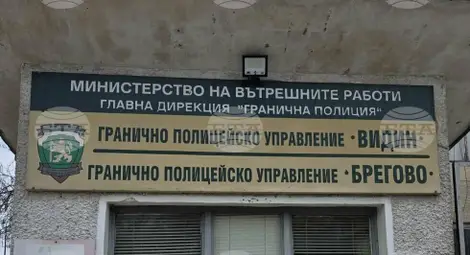 МИНИСТЕРСТВО НА ВЪТРЕШНИТЕ РАБОТИ
ГЛАВНА ДИРЕКЦИЯ "ГРАНИЧНА ПОЛИЦИЯ"
ГРАНИЧНО ПОЛИЦЕЙСКО УПРАВЛЕНИЕ · ВИДИН ·
ГРАНИЧНО ПОЛИЦЕЙСКО УПРАВЛЕНИЕ · БРЕГОВО ·